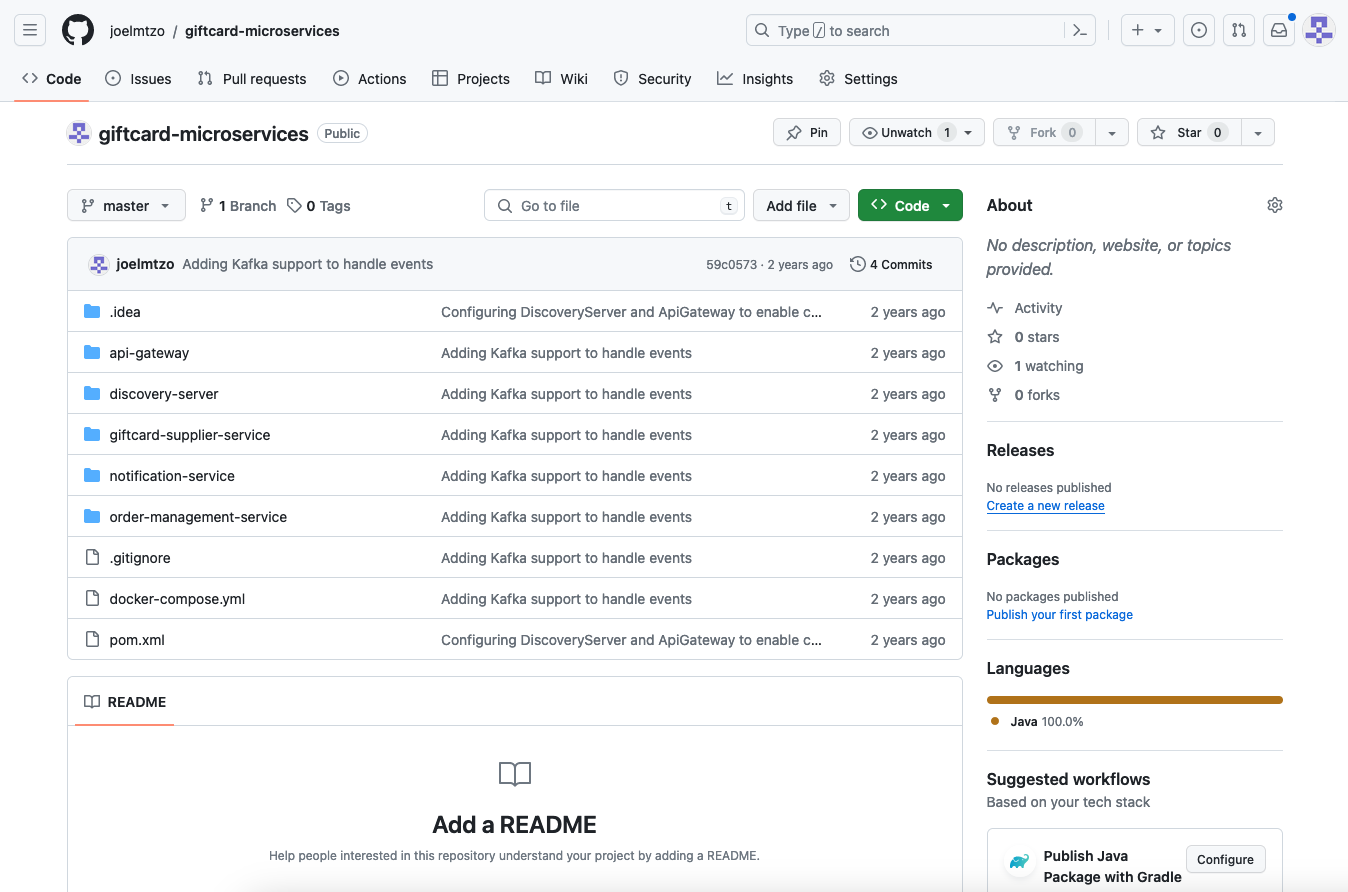 joelmtzo / giftcard-microservices
Type / to search
Code Issues Pull requests Actions Projects Wiki Security Insights Settings
giftcard-microservices Public
Pin Unwatch 1 Fork 0 Star 0
master 1 Branch 0 Tags Go to file t Add file Code
joelmtzo Adding Kafka support to handle events 59c0573 · 2 years ago 4 Commits
.idea Configuring DiscoveryServer and ApiGateway to enable c... 2 years ago
api-gateway Adding Kafka support to handle events 2 years ago
discovery-server Adding Kafka support to handle events 2 years ago
giftcard-supplier-service Adding Kafka support to handle events 2 years ago
notification-service Adding Kafka support to handle events 2 years ago
order-management-service Adding Kafka support to handle events 2 years ago
.gitignore Adding Kafka support to handle events 2 years ago
docker-compose.yml Adding Kafka support to handle events 2 years ago
pom.xml Configuring DiscoveryServer and ApiGateway to enable c... 2 years ago
README
Add a README
Help people interested in this repository understand your project by adding a README.
About
No description, website, or topics
provided.
Activity
0 stars
1 watching
0 forks
Releases
No releases published
Create a new release
Packages
No packages published
Publish your first package
Languages
Java 100.0%
Suggested workflows
Based on your tech stack
Publish Java
Package with Gradle
Configure